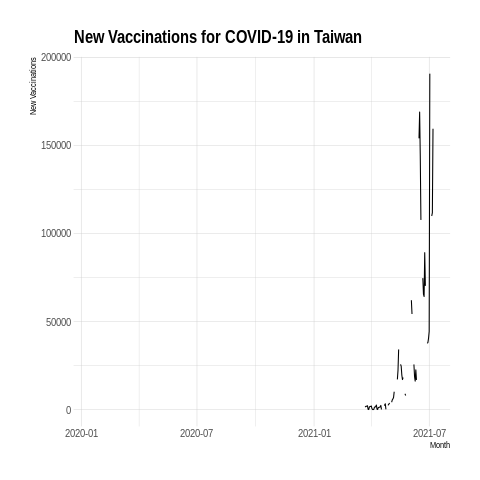 New Vaccinations for COVID-19 in Taiwan
New Vaccinations
200000
150000
100000
50000
0
2020-01 2020-07 2021-01 2021-07
Month